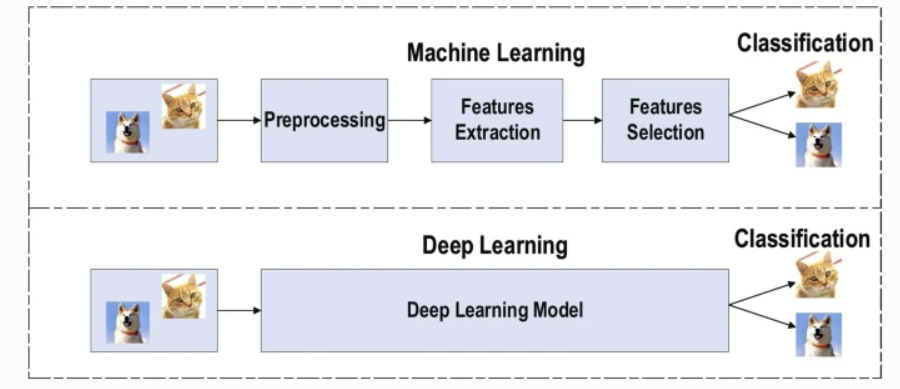 Machine Learning
Classification
Preprocessing
Features
Extraction
Features
Selection
Deep Learning
Classification
Deep Learning Model